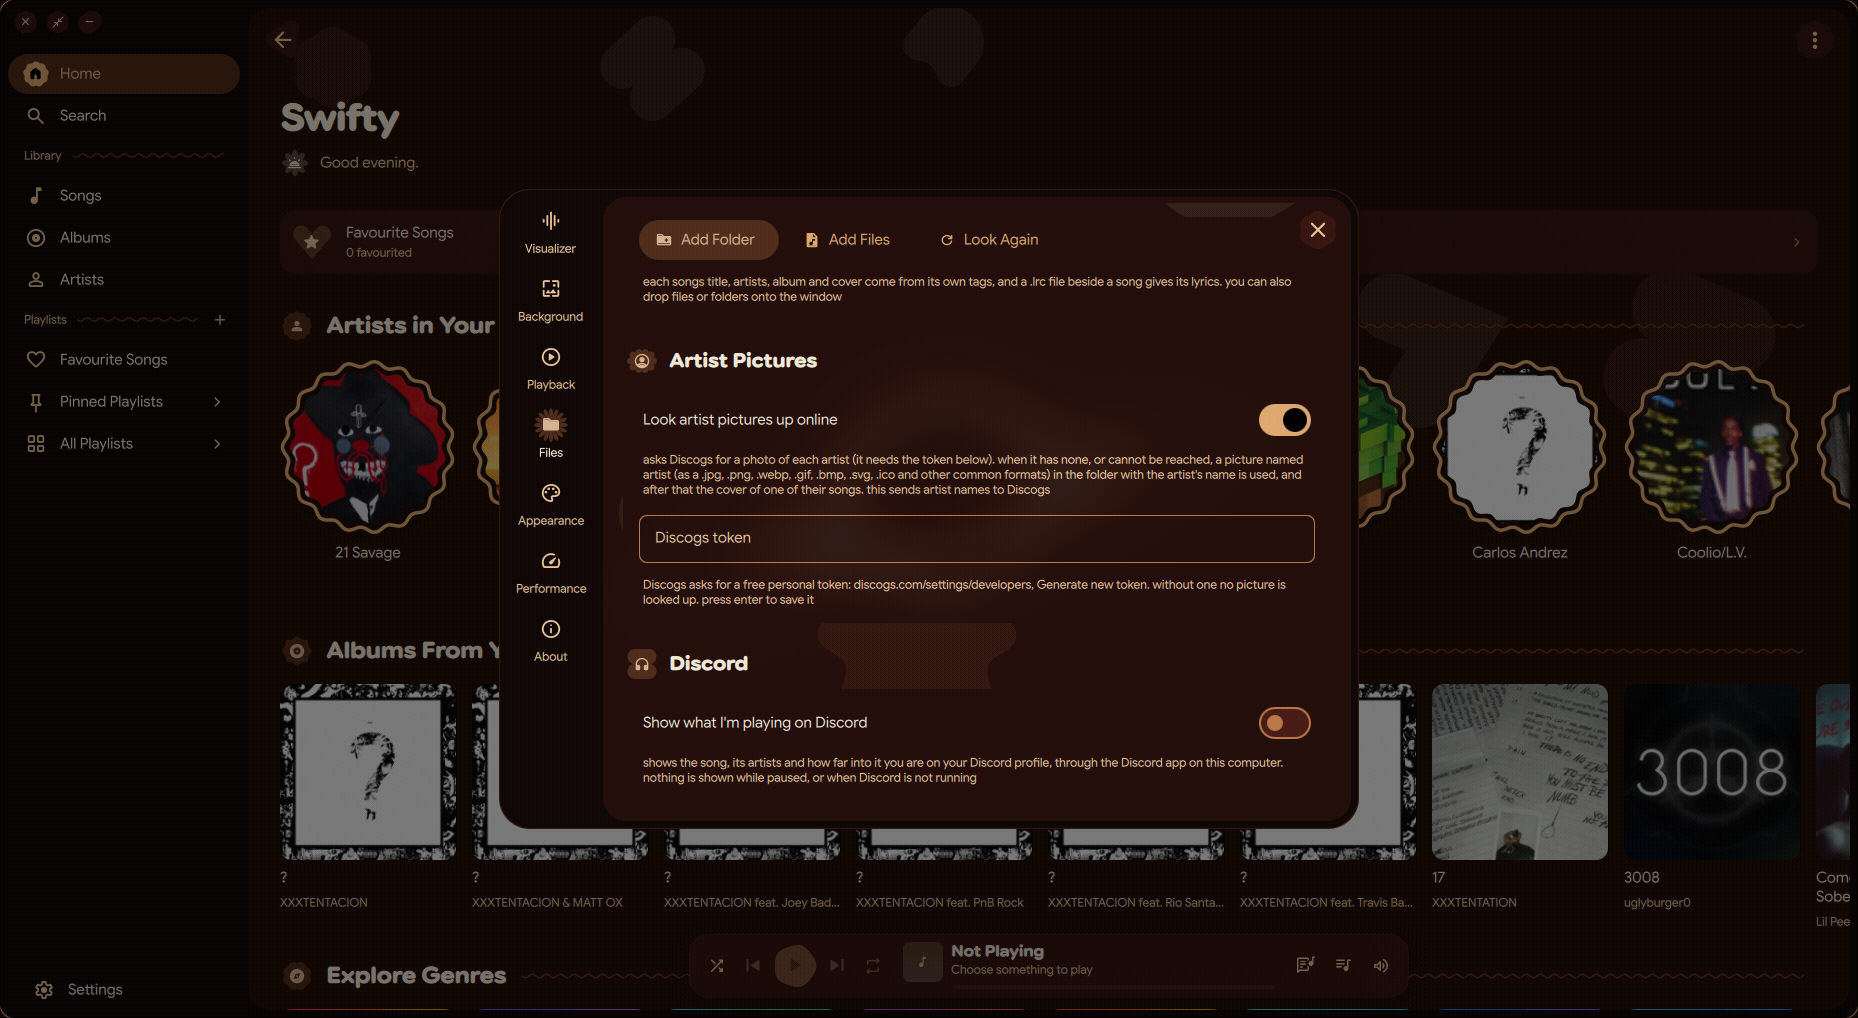 Home
Search
Library
Songs
Albums
Artists
Playlists
Favourite Songs
Pinned Playlists
All Playlists
Settings
Swifty
Good evening.
Favourite Songs
0 favourited
Artists in Your
21 Savage
Carlos Andrez
Coolio/L.V.
Albums From Y
?
XXXTENTACION
?
XXXTENTACION & MATT OX
?
XXXTENTACION feat. Joey Bad...
?
XXXTENTACION feat. PnB Rock
?
XXXTENTACION feat. Rio Santa...
?
XXXTENTACION feat. Travis Ba...
17
XXXTENTATION
3008
3008
uglyburger0
Com
Sobe
Lil Pee
Explore Genres
Visualizer
Background
Playback
Files
Appearance
Performance
About
Add Folder
Add Files
Look Again
each songs title, artists, album and cover come from its own tags, and a .lrc file beside a song gives its lyrics. you can also
drop files or folders onto the window
Artist Pictures
Look artist pictures up online
asks Discogs for a photo of each artist (it needs the token below). when it has none, or cannot be reached, a picture named
artist (as a .jpg, .png, .webp, .gif, .bmp, .svg, .ico and other common formats) in the folder with the artist's name is used, and
after that the cover of one of their songs. this sends artist names to Discogs
Discogs token
Discogs asks for a free personal token: discogs.com/settings/developers, Generate new token. without one no picture is
looked up. press enter to save it
Discord
Show what I'm playing on Discord
shows the song, its artists and how far into it you are on your Discord profile, through the Discord app on this computer.
nothing is shown while paused, or when Discord is not running
Not Playing
Choose something to play